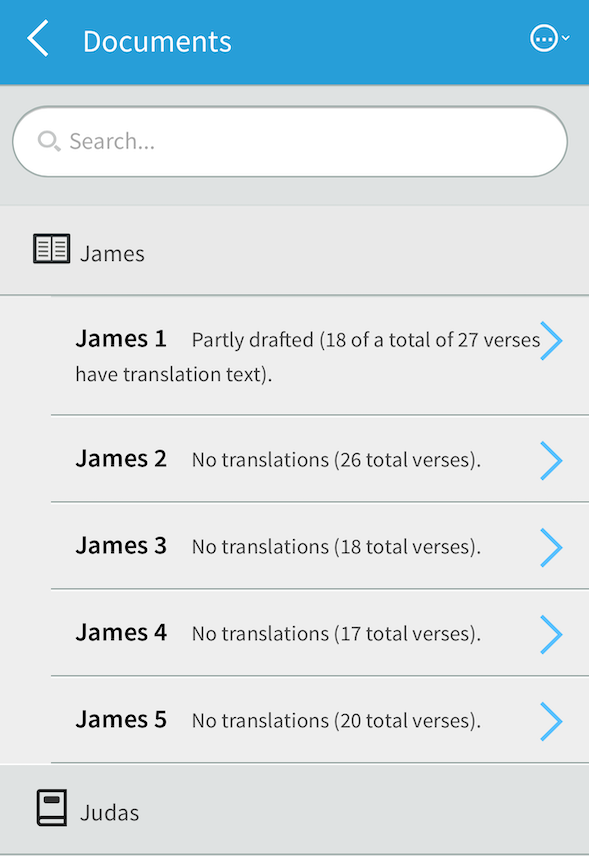 Documents
Search...
James
James 1 Partly drafted (18 of a total of 27 verses
have translation text).
James 2 No translations (26 total verses).
James 3 No translations (18 total verses).
James 4 No translations (17 total verses).
James 5 No translations (20 total verses).
Judas